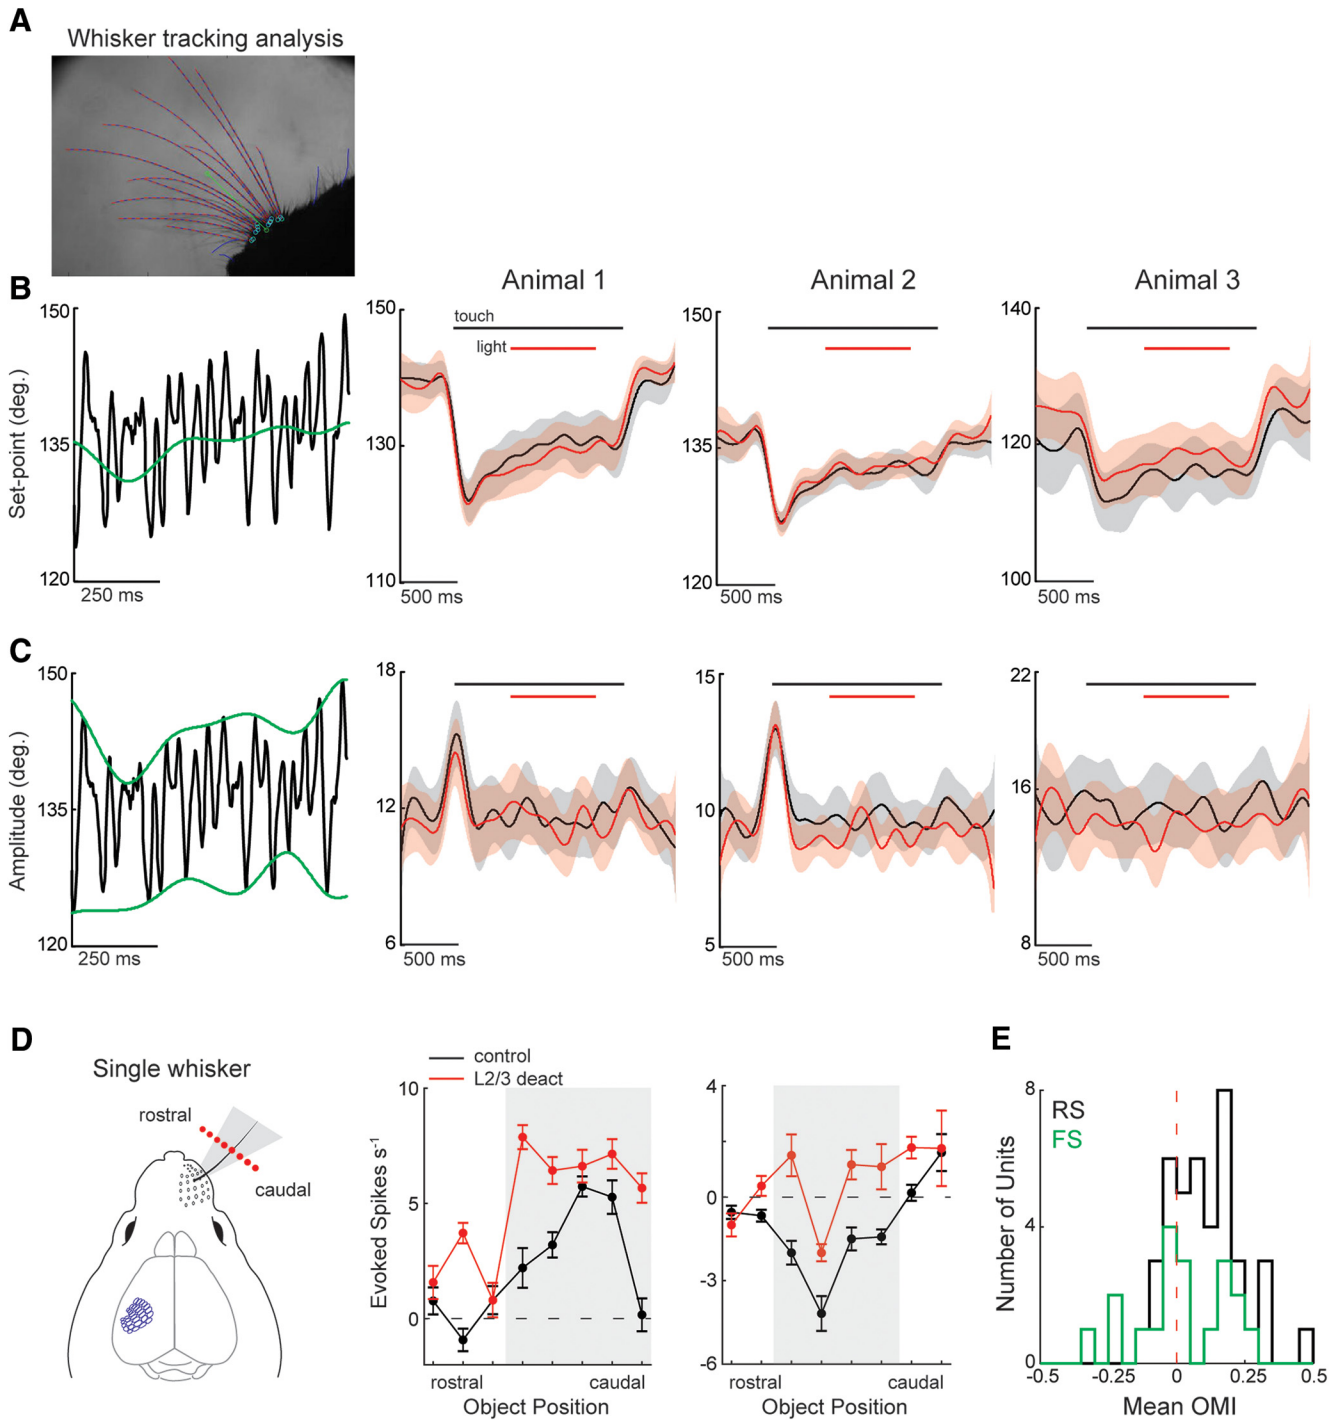 A
Whisker tracking analysis
B
Animal 1
Animal 2
Animal 3
Set-point (deg.)
150
135
120
250 ms
150
130
110
touch
light
500 ms
150
135
120
500 ms
140
120
100
500 ms
C
Amplitude (deg.)
150
135
120
250 ms
18
12
6
500 ms
15
10
5
500 ms
22
16
8
500 ms
D
Single whisker
rostral
caudal
control
L2/3 deact
Evoked Spikes s⁻¹
10
5
0
rostral
caudal
Object Position
4
0
-3
-6
rostral
caudal
Object Position
E
RS
FS
Number of Units
8
4
0
-0.5
-0.25
0
0.25
0.5
Mean OMI